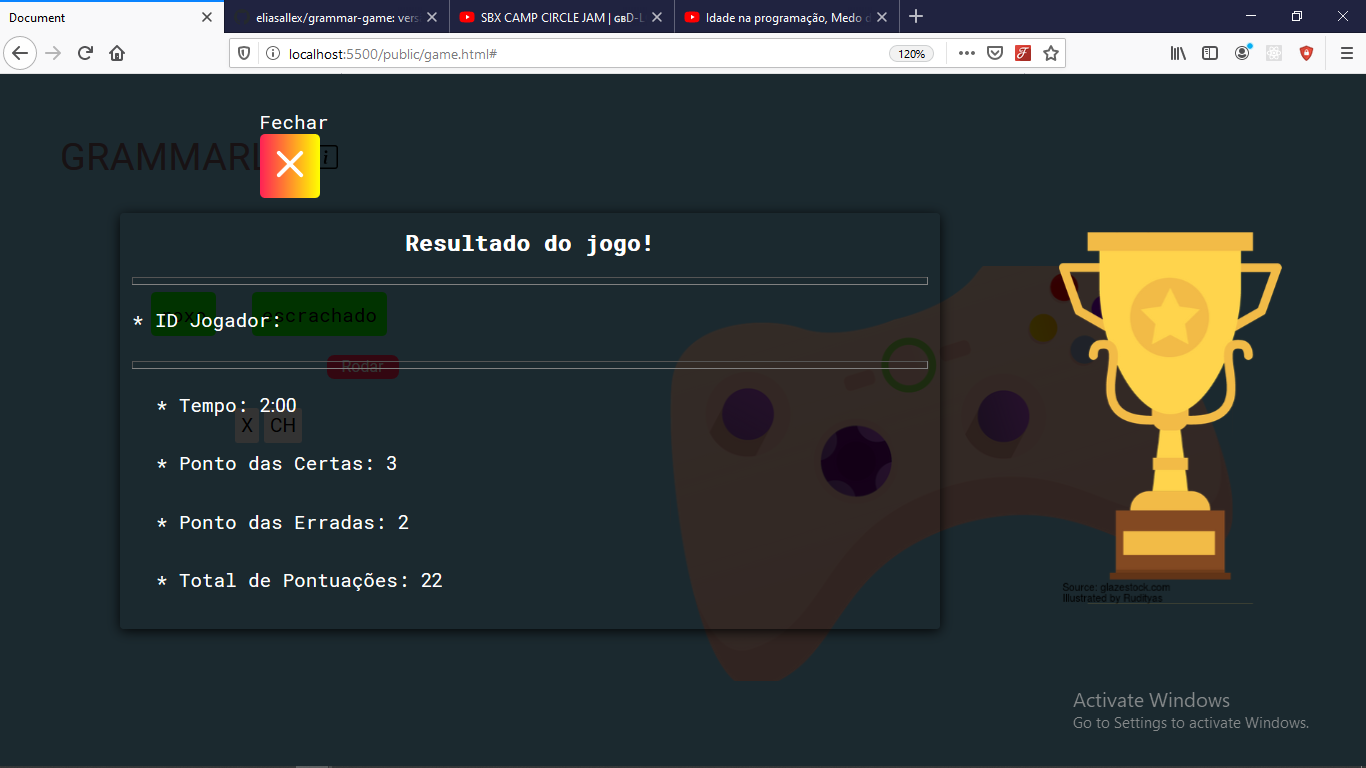 Document
eliasallex/grammar-game: vers
SBX CAMP CIRCLE JAM | ɢʙD-L
Idade na programação, Medo d
localhost:5500/public/game.html#
120%
Fechar
GRAMMARL
i
Resultado do jogo!
escrachado
* ID Jogador:
Rodar
* Tempo: 2:00
X CH
* Ponto das Certas: 3
* Ponto das Erradas: 2
* Total de Pontuações: 22
Source: glazestock.com
Illustrated by Rudityas
Activate Windows
Go to Settings to activate Windows.